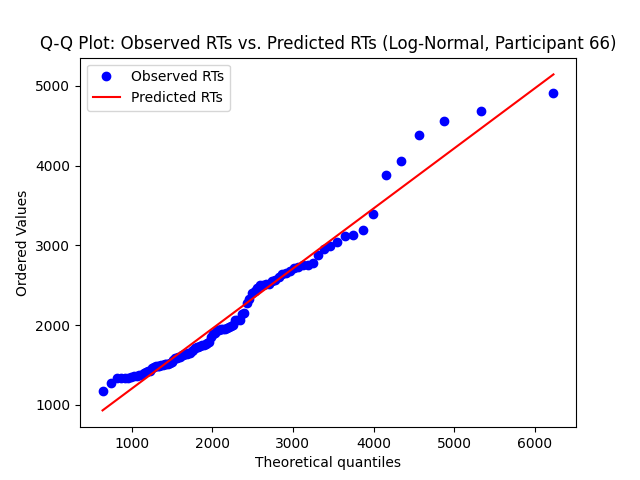 Q-Q Plot: Observed RTs vs. Predicted RTs (Log-Normal, Participant 66)
Observed RTs
Predicted RTs
Ordered Values
5000
4000
3000
2000
1000
1000 2000 3000 4000 5000 6000
Theoretical quantiles